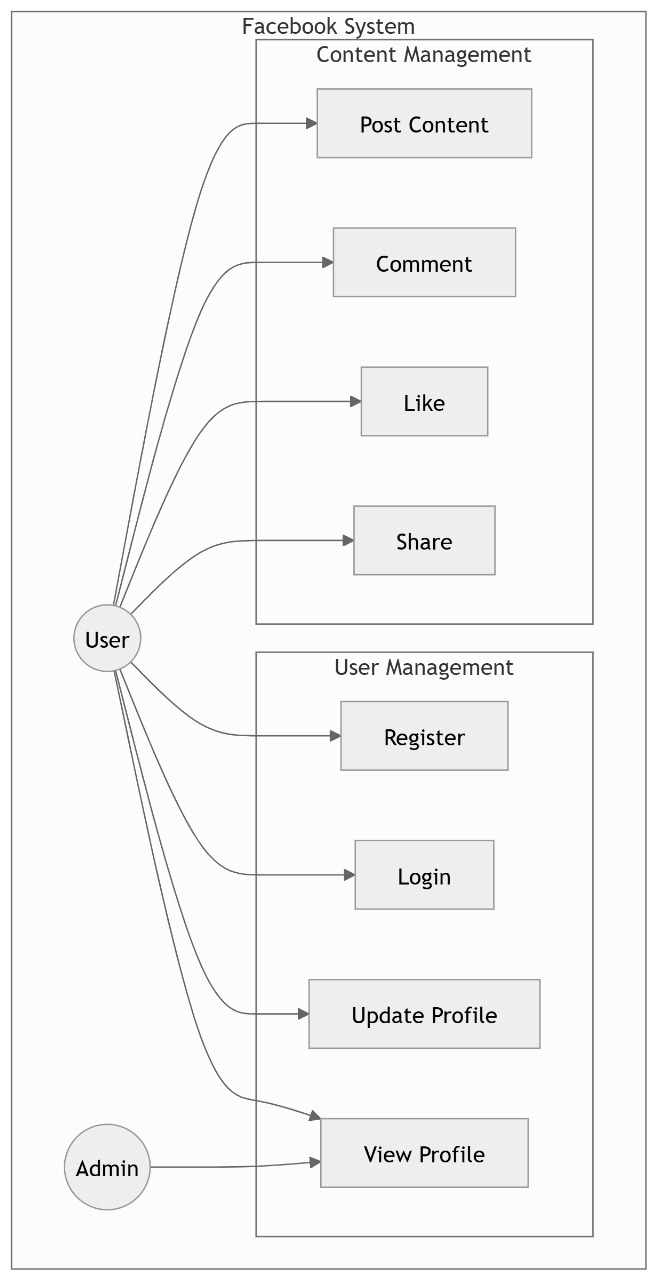 Facebook System
Content Management
Post Content
Comment
Like
Share
User
User Management
Register
Login
Update Profile
View Profile
Admin